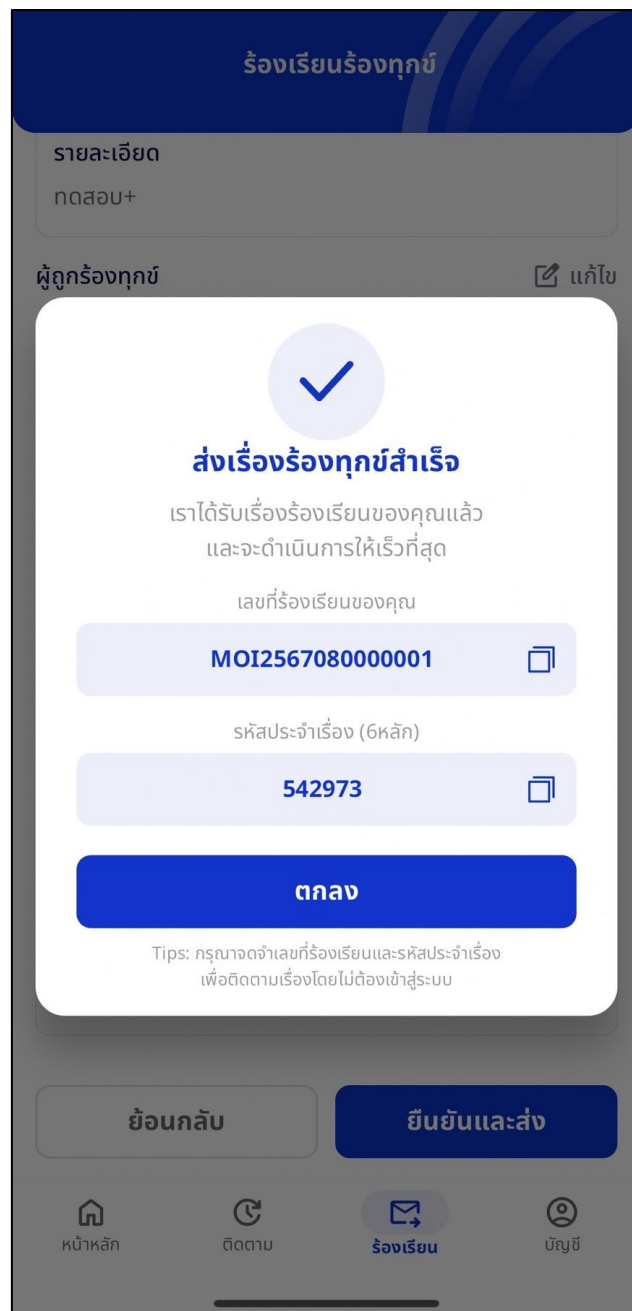 ร้องเรียนร้องทุกข์
รายละเอียด
ทดสอบ+
ผู้ถูกร้องทุกข์
แก้ไข
ส่งเรื่องร้องทุกข์สำเร็จ
เราได้รับเรื่องร้องเรียนของคุณแล้ว
และจะดำเนินการให้เร็วที่สุด
เลขที่ร้องเรียนของคุณ
MOI2567080000001
รหัสประจำเรื่อง (6หลัก)
542973
ตกลง
Tips: กรุณาจดจำเลขที่ร้องเรียนและรหัสประจำเรื่อง
เพื่อติดตามเรื่องโดยไม่ต้องเข้าสู่ระบบ
ย้อนกลับ
ยืนยันและส่ง
หน้าหลัก
ติดตาม
ร้องเรียน
บัญชี